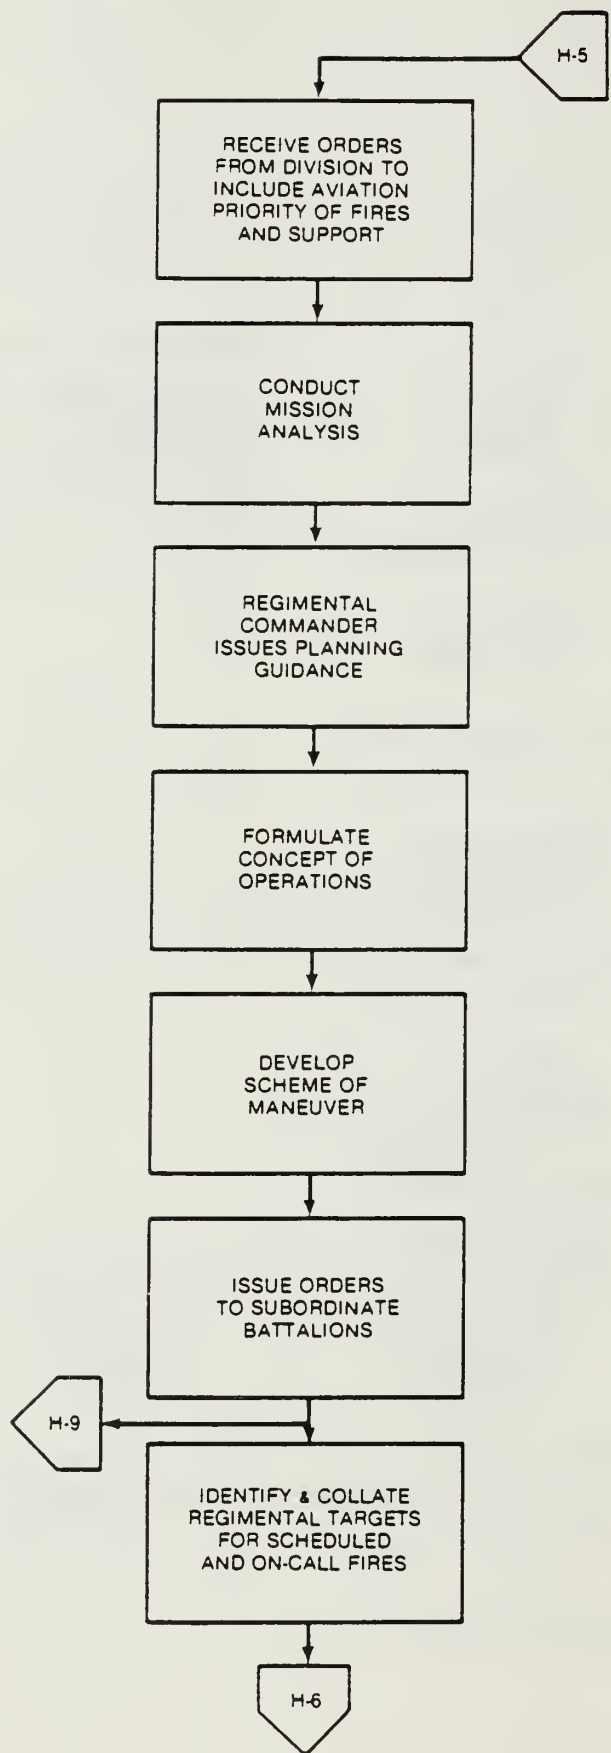 H-5
RECEIVE ORDERS
FROM DIVISION TO
INCLUDE AVIATION
PRIORITY OF FIRES
AND SUPPORT
CONDUCT
MISSION
ANALYSIS
REGIMENTAL
COMMANDER
ISSUES PLANNING
GUIDANCE
FORMULATE
CONCEPT OF
OPERATIONS
DEVELOP
SCHEME OF
MANEUVER
ISSUE ORDERS
TO SUBORDINATE
BATTALIONS
H-9
IDENTIFY & COLLATE
REGIMENTAL TARGETS
FOR SCHEDULED
AND ON-CALL FIRES
H-6